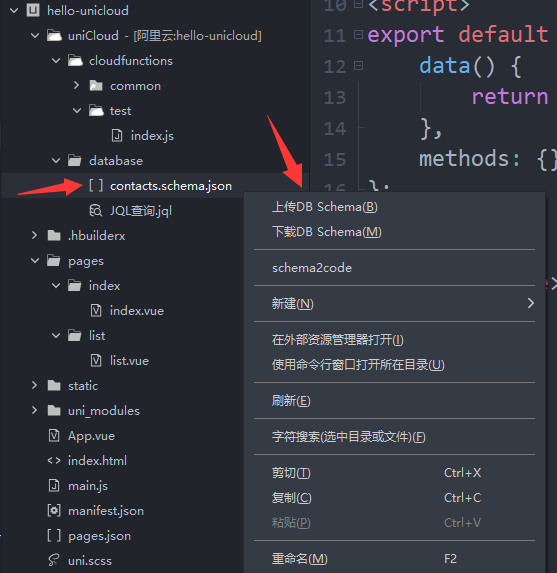 hello-unicloud
uniCloud - [阿里云:hello-unicloud]
cloudfunctions
common
test
index.js
database
contacts.schema.json
JQL查询.jql
.hbuilderx
pages
index
index.vue
list
list.vue
static
uni_modules
App.vue
index.html
main.js
manifest.json
pages.json
uni.scss
10 <script>
11 export default
12 data() {
13 return
14 },
15 methods: {}
16 };
>
上传DB Schema(B)
下载DB Schema(M)
schema2code
新建(N)
在外部资源管理器打开(I)
使用命令行窗口打开所在目录(U)
刷新(E)
字符搜索(选中目录或文件)(F)
剪切(T) Ctrl+X
复制(C) Ctrl+C
粘贴(P) Ctrl+V
重命名(M) F2